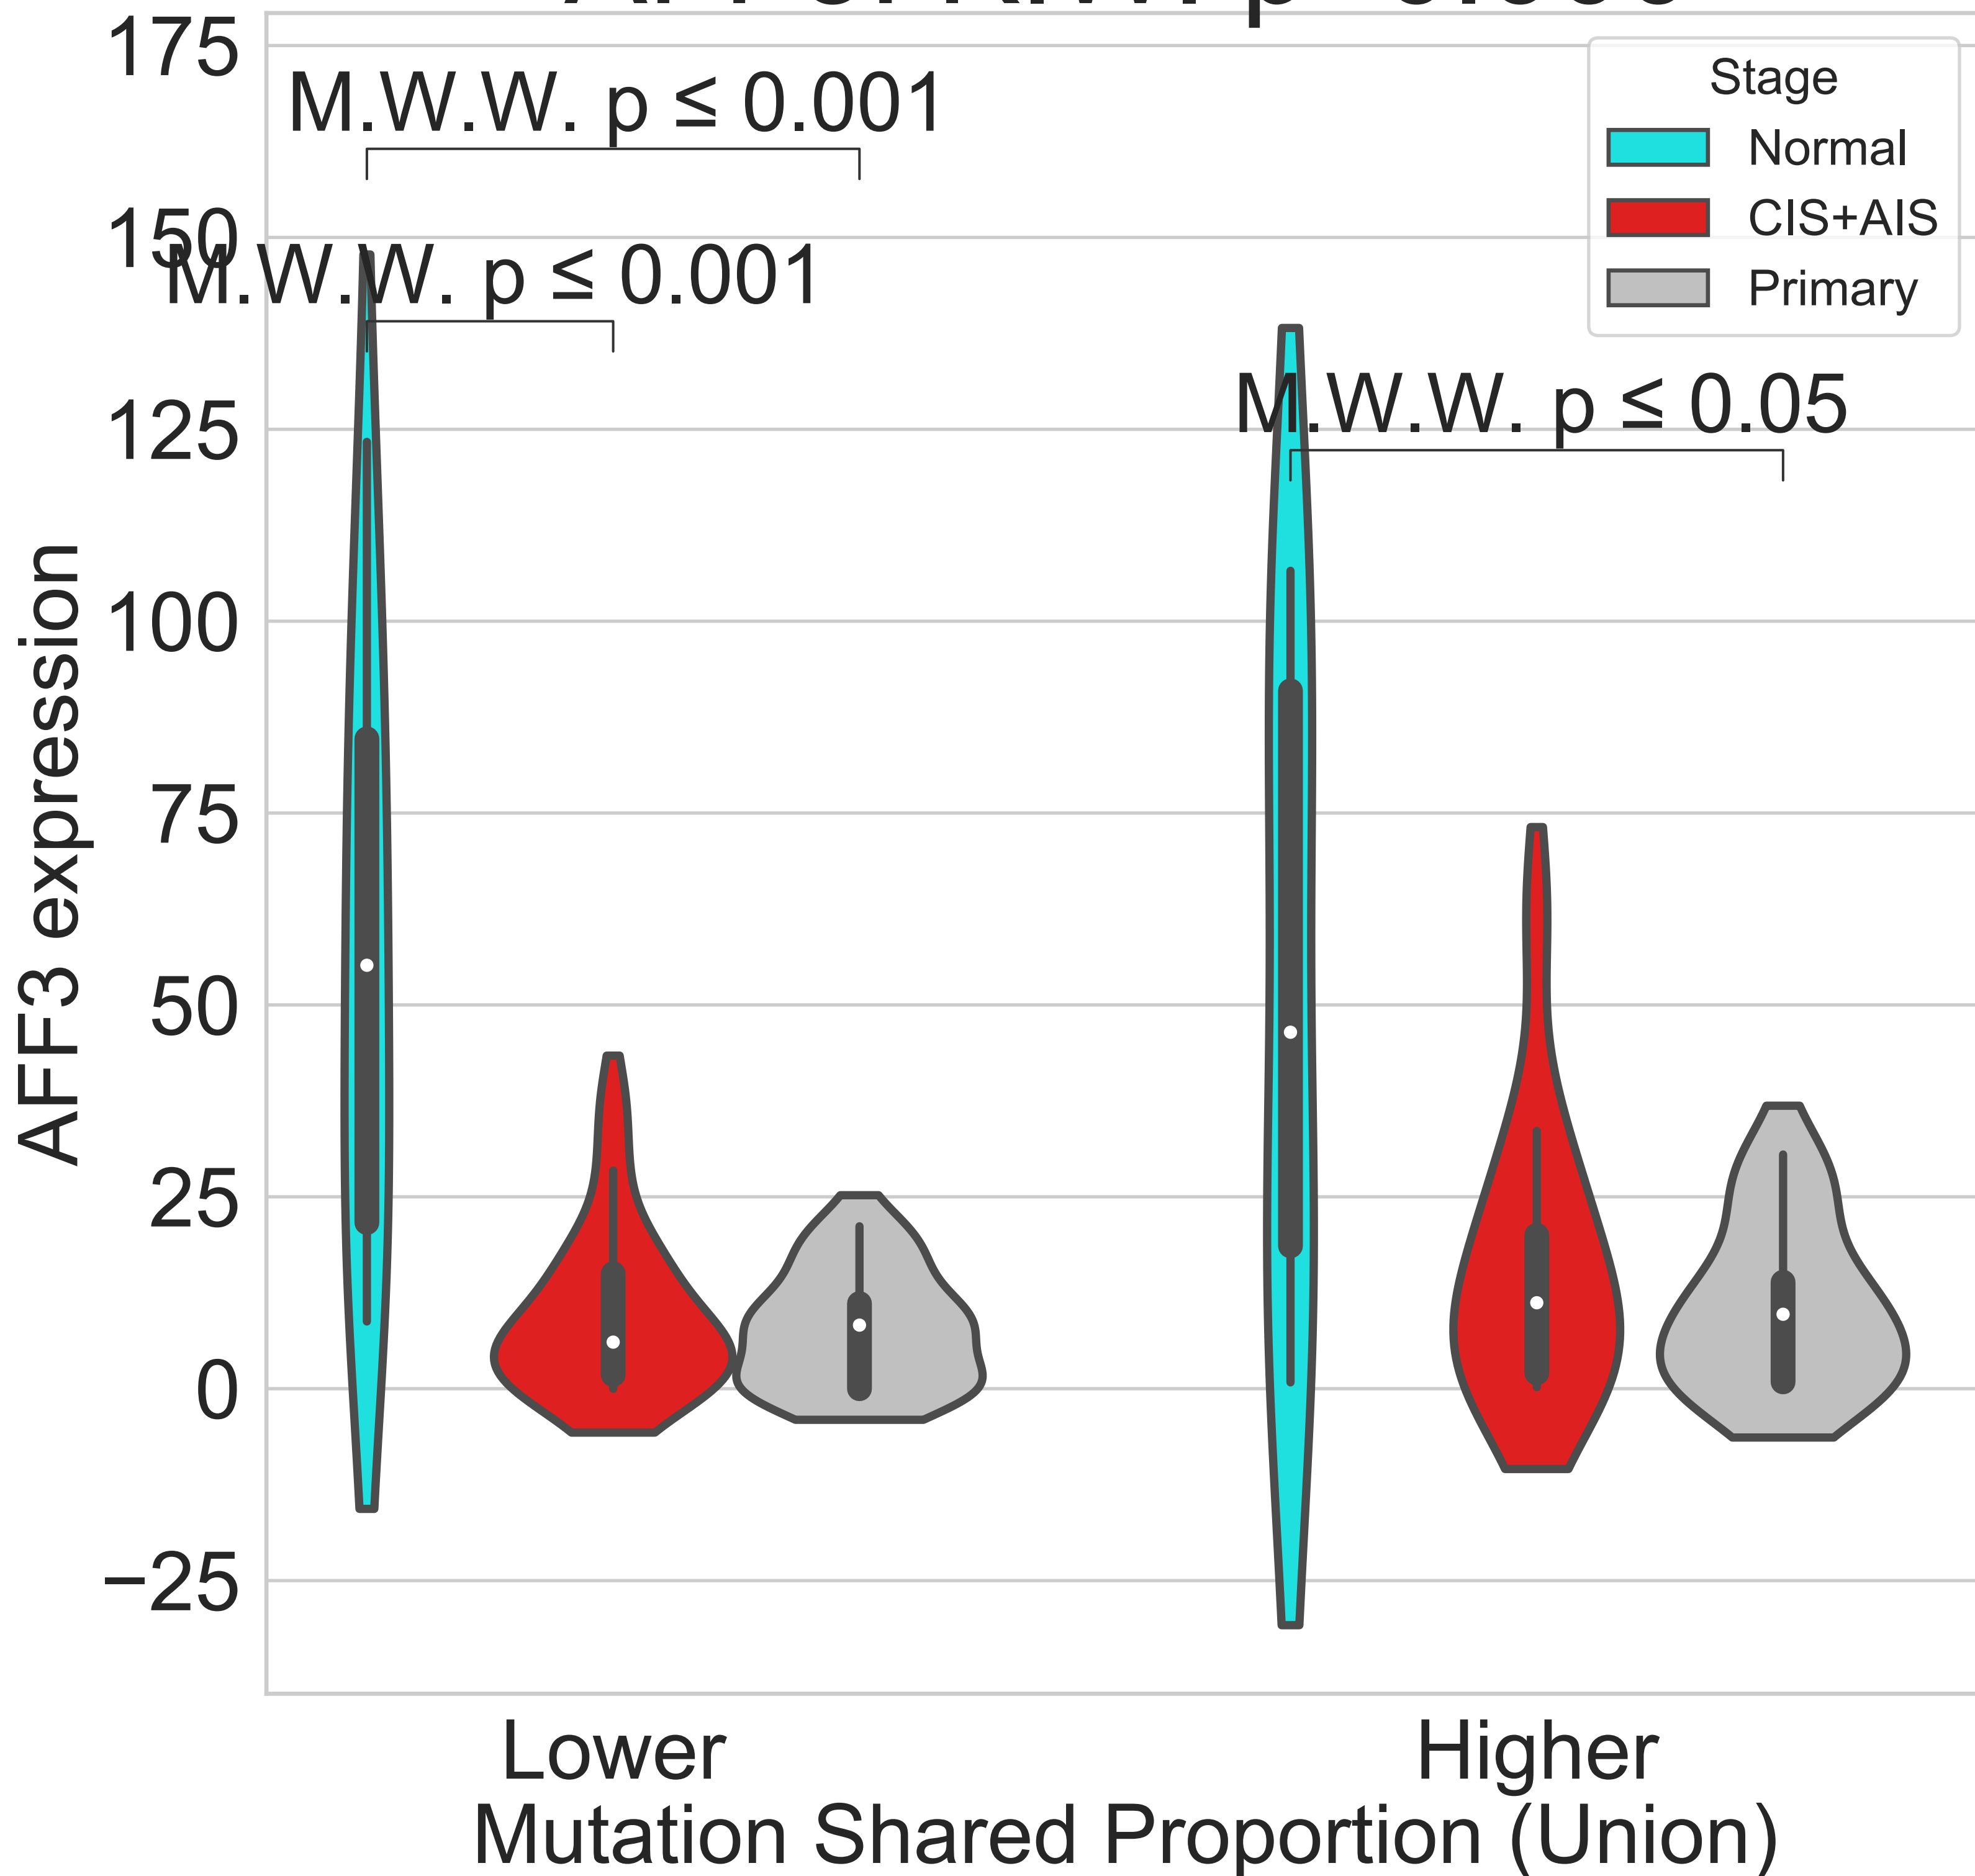 175
M.W.W. p ≤ 0.001
Stage
Normal
CIS+AIS
Primary
150
M.W.W. p ≤ 0.001
M.W.W. p ≤ 0.05
125
100
75
50
25
0
−25
AFF3 expression
Lower
Higher
Mutation Shared Proportion (Union)